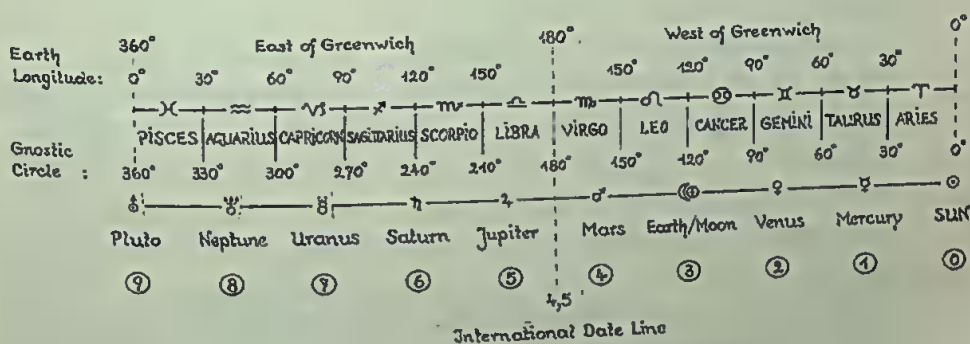 East of Greenwich West of Greenwich
Earth Longitude: 360° 180° 0°
0° 30° 60° 90° 120° 150° 150° 120° 90° 60° 30°
♓ ♒ ♑ ♐ ♏ ♎ ♍ ♌ ♋ ♊ ♉ ♈
PISCES AQUARIUS CAPRICORN SAGITARIUS SCORPIO LIBRA VIRGO LEO CANCER GEMINI TAURUS ARIES
Gnostic Circle : 360° 330° 300° 270° 240° 210° 180° 150° 120° 90° 60° 30° 0°
Pluto Neptune Uranus Saturn Jupiter Mars Earth/Moon Venus Mercury SUN
⑨ ⑧ ⑦ ⑥ ⑤ ④ ③ ② ① ⓪
4,5
International Date Line